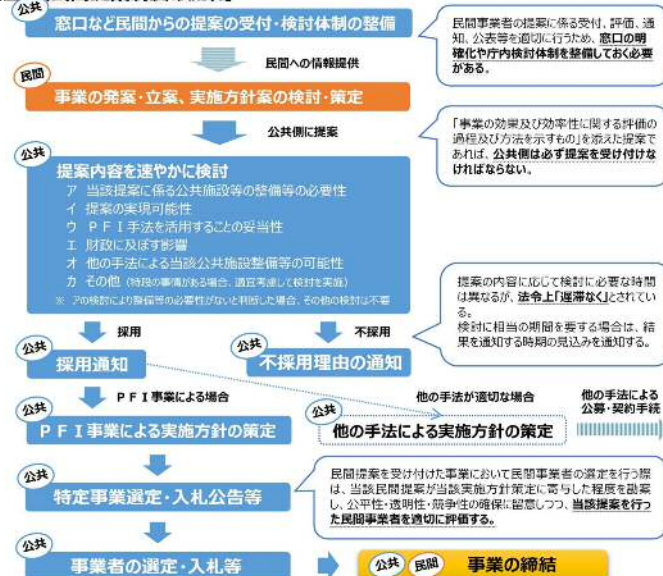 公共
窓口など民間からの提案の受付・検討体制の整備
民間事業者の提案に係る受付、評価、通
知、公表等を適切に行うため、窓口の明
確化や庁内検討体制を整備しておく必要
がある。
民間への情報提供
民間
事業の発案・立案、実施方針案の検討・策定
公共側に提案
「事業の効果及び効率性に関する評価の
過程及び方法を示すもの」を添えた提案で
あれば、公共側は必ず提案を受け付けな
ければならない。
公共
提案内容を速やかに検討
ア 当該提案に係る公共施設等の整備等の必要性
イ 提案の実現可能性
ウ PFI手法を活用することの妥当性
エ 財政に及ぼす影響
オ 他の手法による当該公共施設整備等の可能性
カ その他（特段の事情がある場合、適宜考慮して検討を実施）
※ アの検討により整備等の必要性がないと判断した場合、その他の検討は不要
提案の内容に応じて検討に必要な時間
は異なるが、法令上「遅滞なく」とされてい
る。
検討に相当の期間を要する場合は、結
果を通知する時期の見込みを通知する。
採用
不採用
公共
採用通知
公共
不採用理由の通知
PFI事業による場合
他の手法が適切な場合
他の手法による
公募・契約手続
公共
PFI事業による実施方針の策定
公共
他の手法による実施方針の策定
公共
特定事業選定・入札公告等
民間提案を受け付けた事業において民間事業者の選定を行う際
は、当該民間提案が当該実施方針策定に寄与した程度を勘案
し、公平性・透明性・競争性の確保に留意しつつ、当該提案を行っ
た民間事業者を適切に評価する。
公共
事業者の選定・入札等
公共
民間
事業の締結